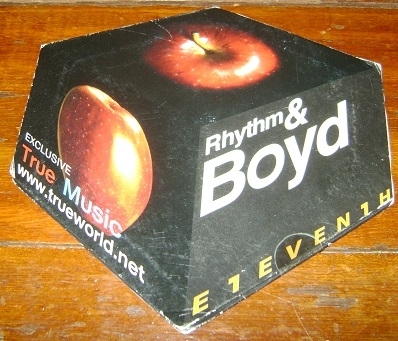 EXCLUSIVE
True Music
www.trueworld.net
Rhythm &
Boyd
E1EVEN1H